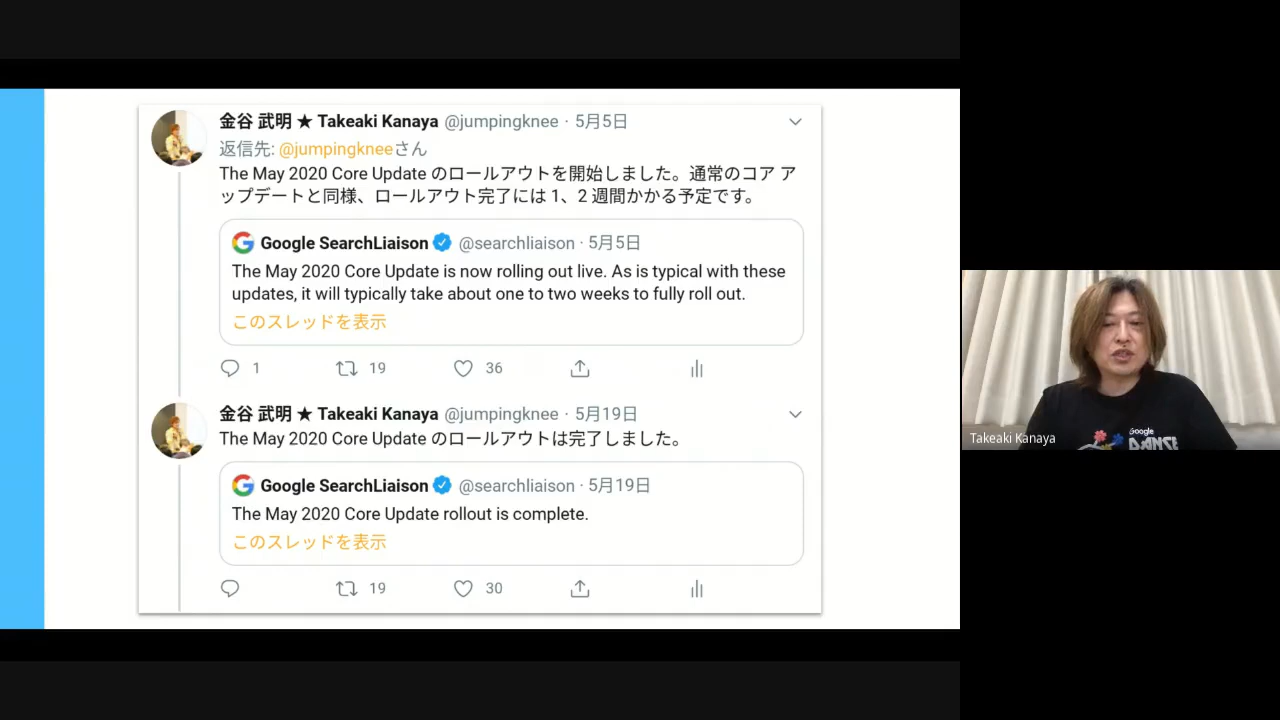 金谷 武明 ★ Takeaki Kanaya @jumpingknee · 5月5日
返信先: @jumpingkneeさん
The May 2020 Core Update のロールアウトを開始しました。通常のコア ア
ップデートと同様、ロールアウト完了には 1、2 週間かかる予定です。
Google SearchLiaison @searchliaison · 5月5日
The May 2020 Core Update is now rolling out live. As is typical with these
updates, it will typically take about one to two weeks to fully roll out.
このスレッドを表示
1 19 36
金谷 武明 ★ Takeaki Kanaya @jumpingknee · 5月19日
The May 2020 Core Update のロールアウトは完了しました。
Google SearchLiaison @searchliaison · 5月19日
The May 2020 Core Update rollout is complete.
このスレッドを表示
19 30
Google
DANCE
Takeaki Kanaya